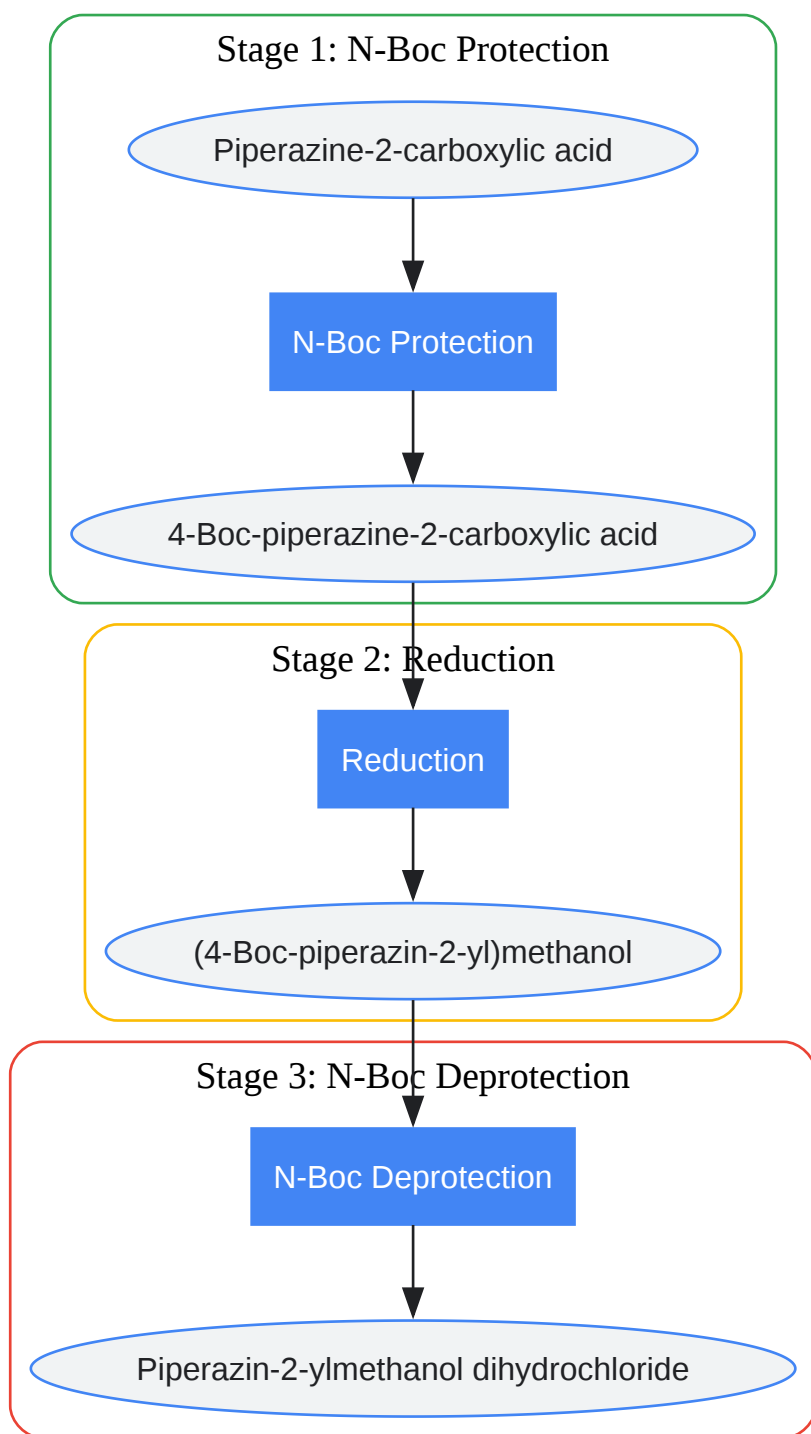 Stage 1: N-Boc Protection
Piperazine-2-carboxylic acid
N-Boc Protection
4-Boc-piperazine-2-carboxylic acid
Stage 2: Reduction
Reduction
(4-Boc-piperazin-2-yl)methanol
Stage 3: N-Boc Deprotection
N-Boc Deprotection
Piperazin-2-ylmethanol dihydrochloride